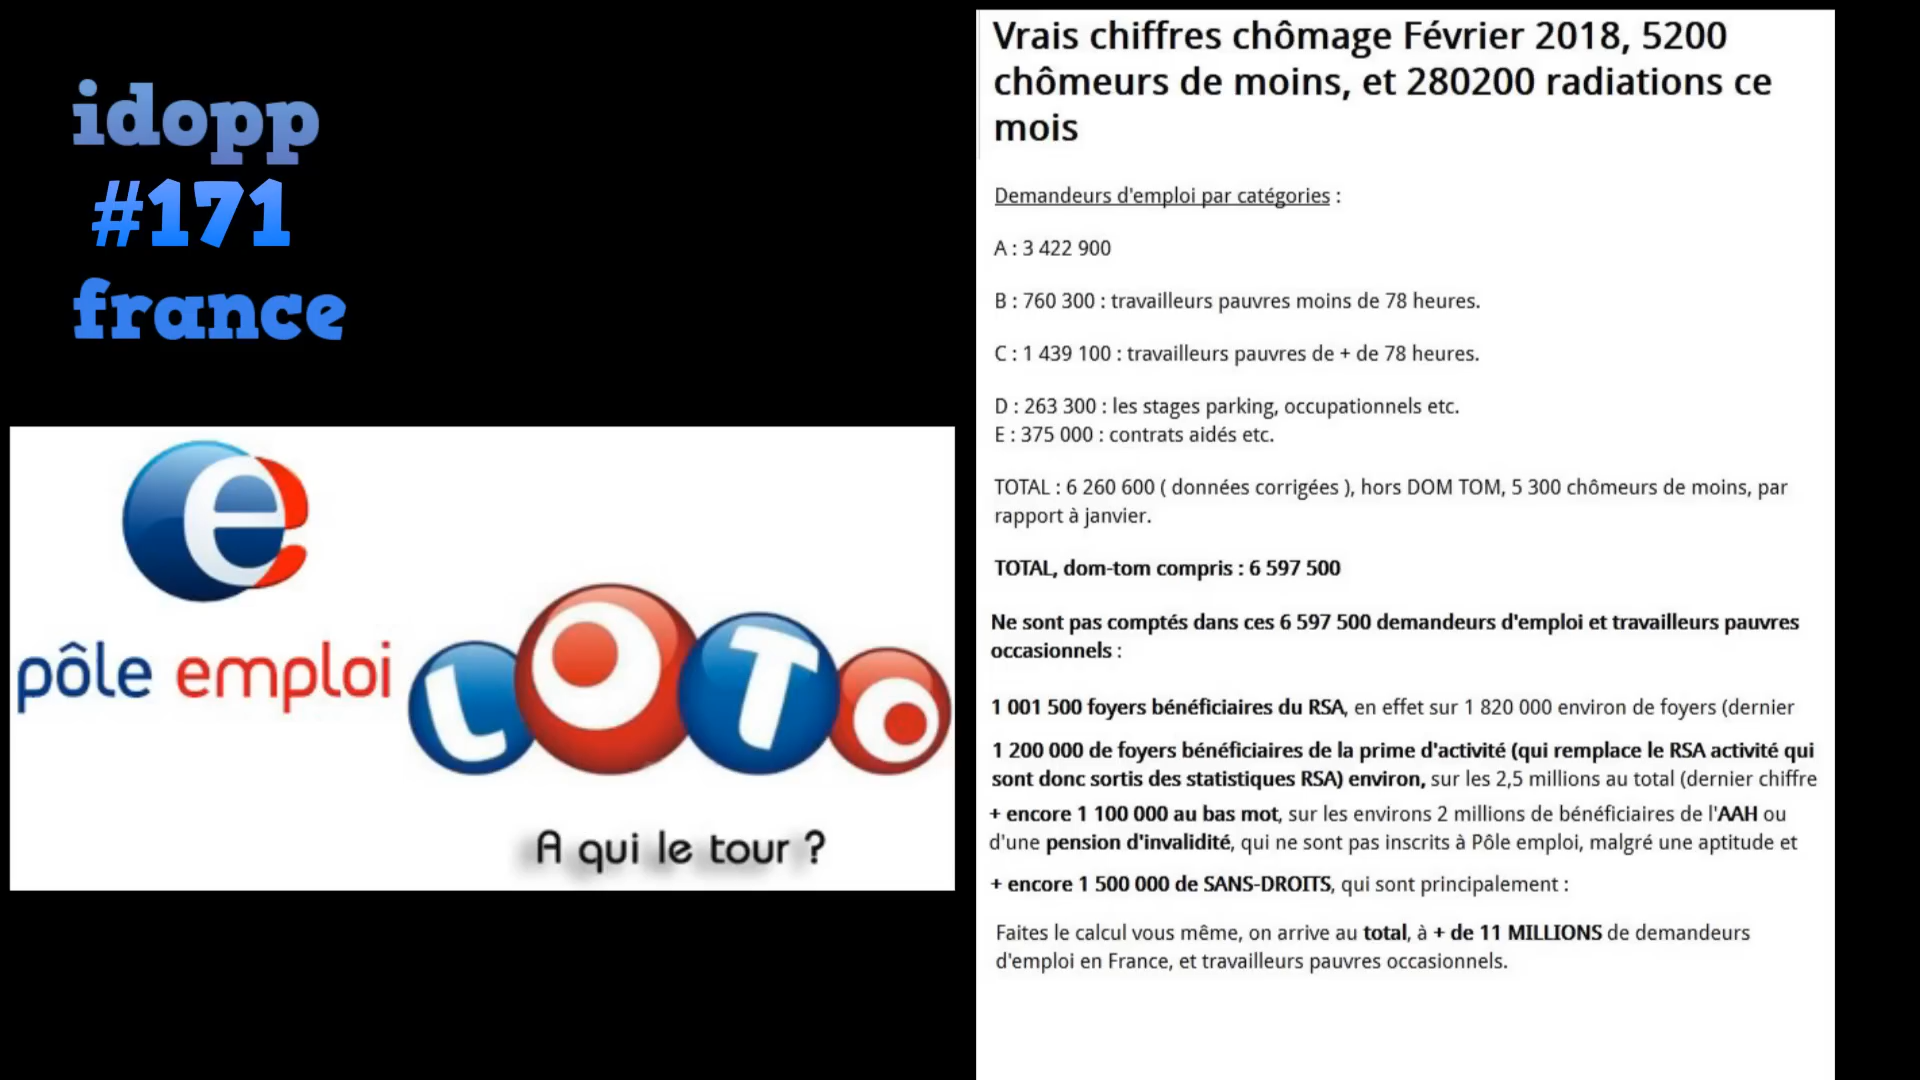 idopp
#171
france
pôle emploi
LOTO
A qui le tour ?
Vrais chiffres chômage Février 2018, 5200
chômeurs de moins, et 280200 radiations ce
mois
Demandeurs d'emploi par catégories :
A : 3 422 900
B : 760 300 : travailleurs pauvres moins de 78 heures.
C : 1 439 100 : travailleurs pauvres de + de 78 heures.
D : 263 300 : les stages parking, occupationnels etc.
E : 375 000 : contrats aidés etc.
TOTAL : 6 260 600 ( données corrigées ), hors DOM TOM, 5 300 chômeurs de moins, par
rapport à janvier.
TOTAL, dom-tom compris : 6 597 500
Ne sont pas comptés dans ces 6 597 500 demandeurs d'emploi et travailleurs pauvres
occasionnels :
1 001 500 foyers bénéficiaires du RSA, en effet sur 1 820 000 environ de foyers (dernier
1 200 000 de foyers bénéficiaires de la prime d'activité (qui remplace le RSA activité qui
sont donc sortis des statistiques RSA) environ, sur les 2,5 millions au total (dernier chiffre
+ encore 1 100 000 au bas mot, sur les environs 2 millions de bénéficiaires de l'AAH ou
d'une pension d'invalidité, qui ne sont pas inscrits à Pôle emploi, malgré une aptitude et
+ encore 1 500 000 de SANS-DROITS, qui sont principalement :
Faites le calcul vous même, on arrive au total, à + de 11 MILLIONS de demandeurs
d'emploi en France, et travailleurs pauvres occasionnels.